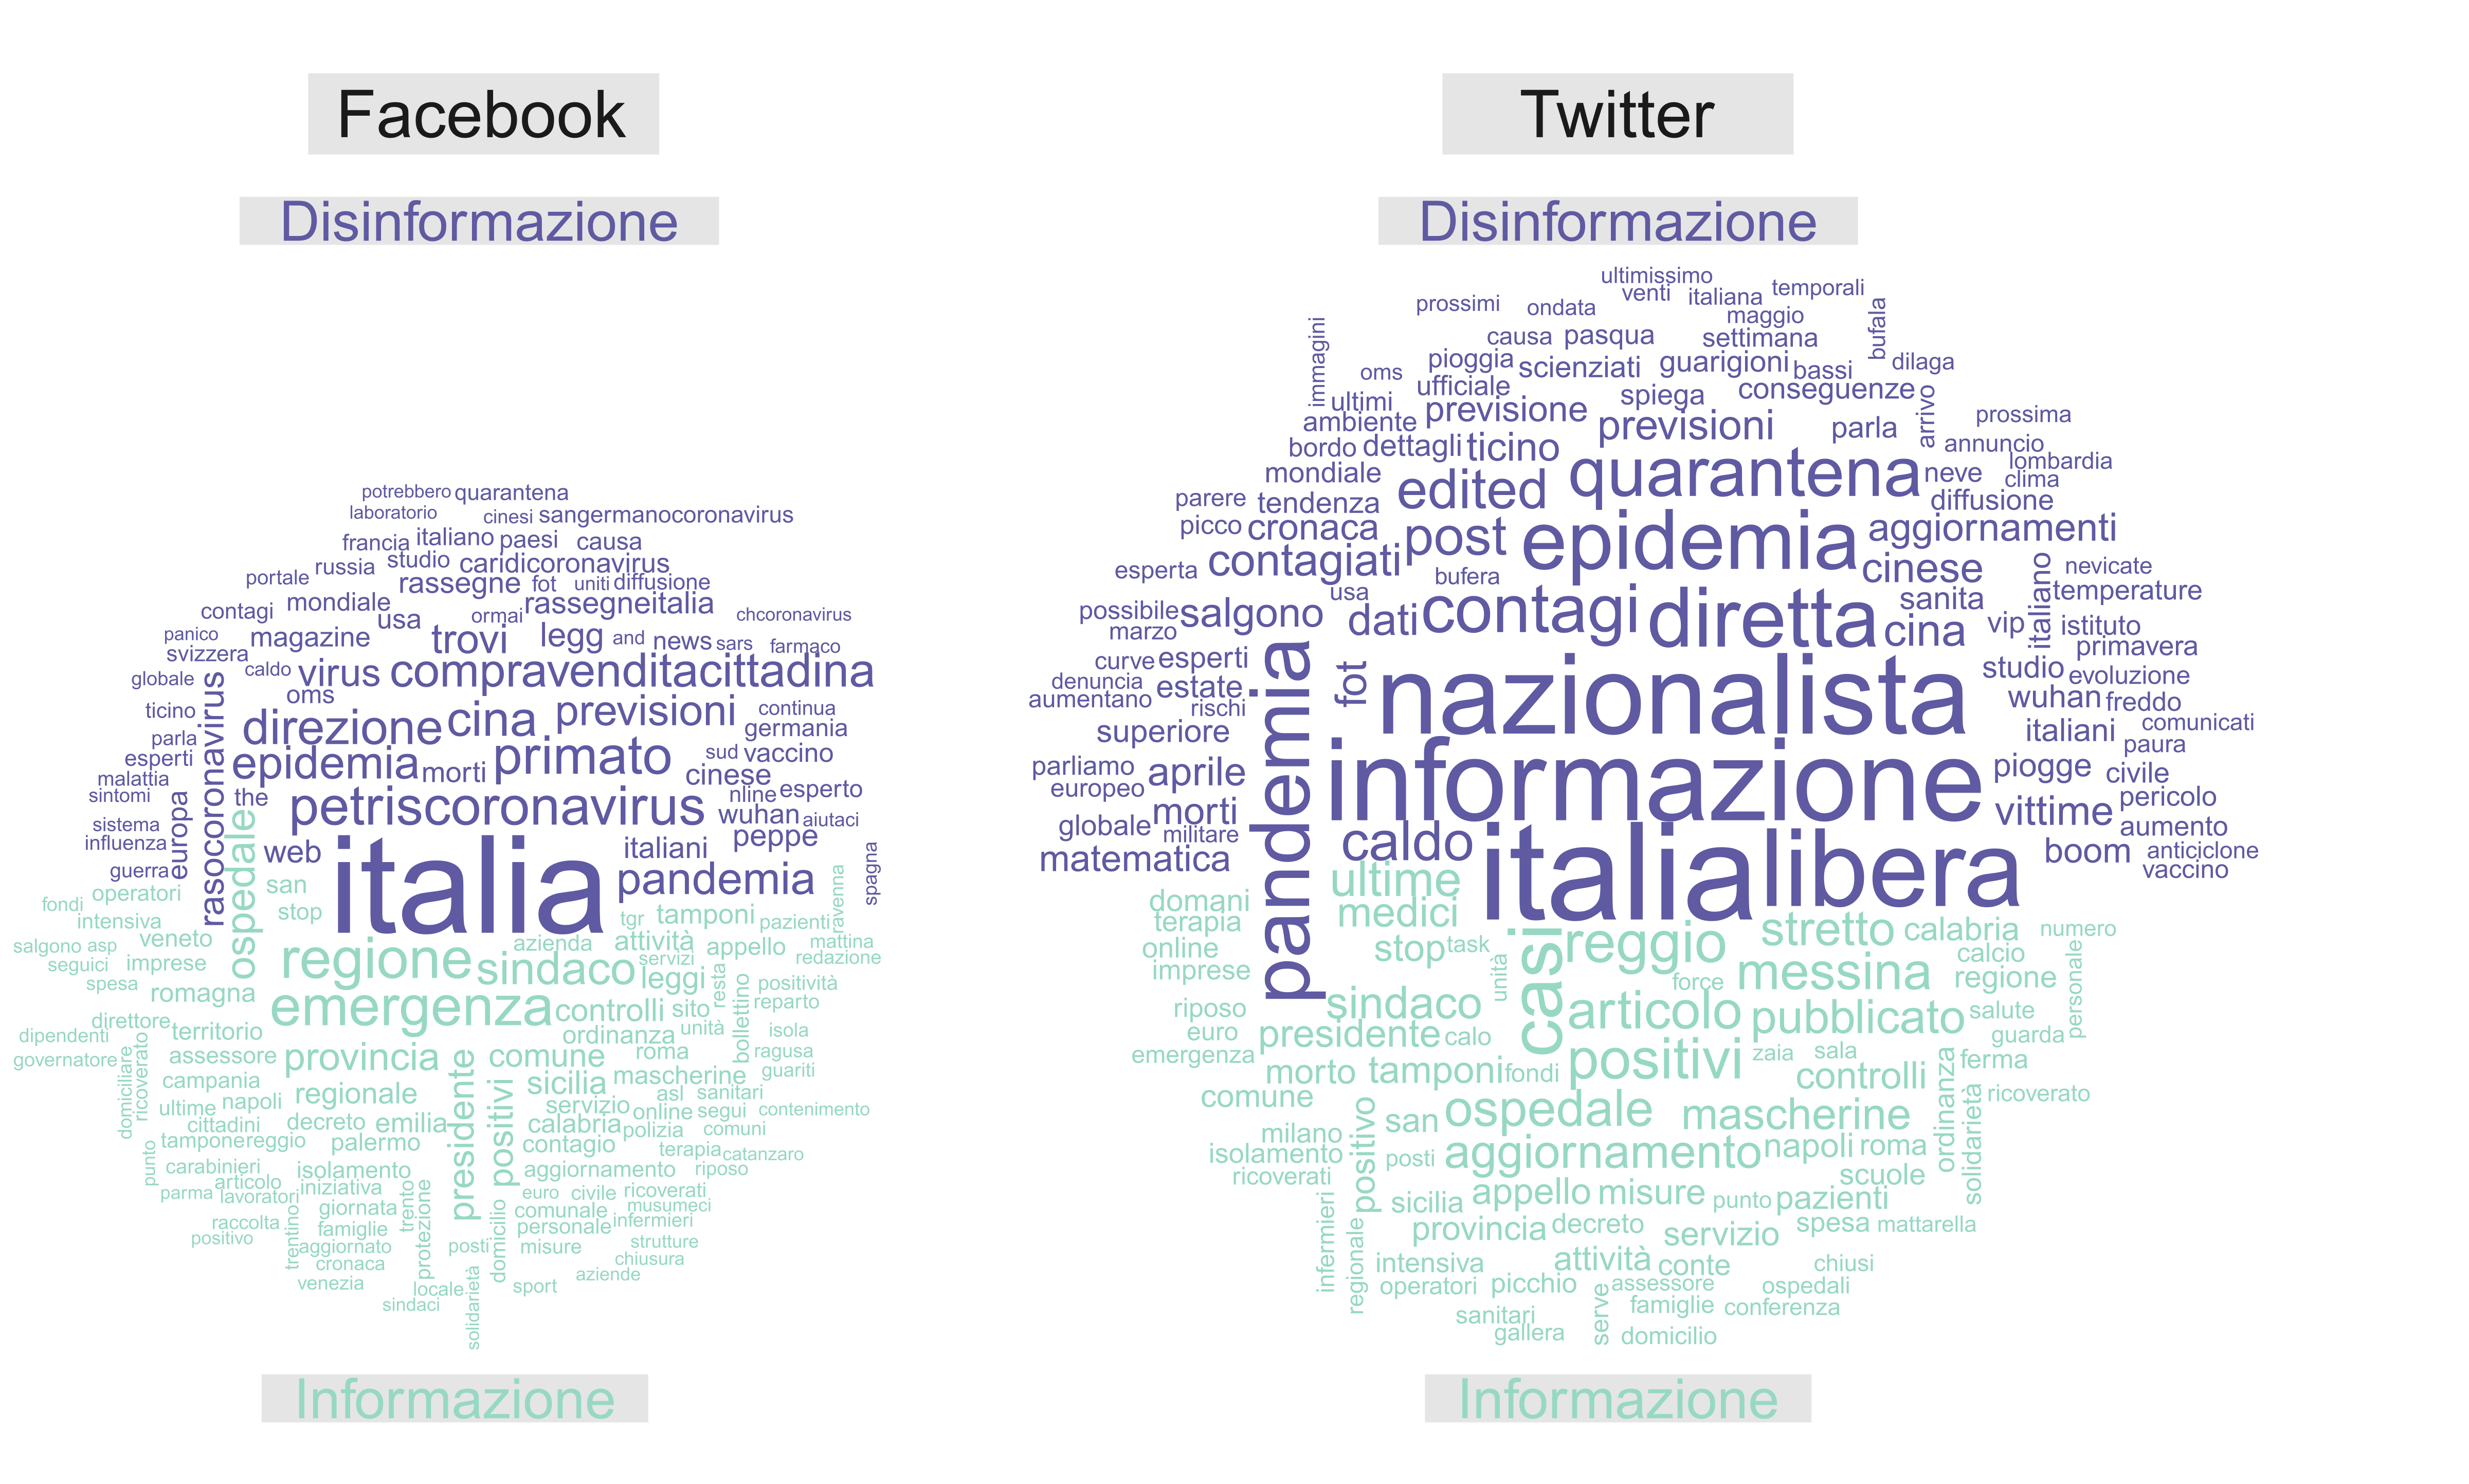 Facebook
Disinformazione
potrebbero quarantena
laboratorio cinesi sangermanocoronavirus
francia italiano paesi causa
russia studio caridicoronavirus
portale rassegne fot uniti diffusione
contagi mondiale usa ormai rassegneitalia chcoronavirus
panico magazine trovi legg and news sars farmaco
svizzera caldo virus compravenditacittadina
globale oms
ticino rasocoronavirus direzione cina previsioni continua germania
parla epidemia morti primato sud vaccino
esperti cinese
malattia nline esperto
sintomi europa the petriscoronavirus wuhan aiutaci
sistema influenza web italia italiani peppe
guerra pandemia spagna
operatori ospedale san
fondi intensiva stop tgr tamponi pazienti ravenna
salgono asp veneto regione azienda attività appello mattina
seguici imprese sindaco servizi leggi redazione
spesa romagna emergenza controlli sito resta positività reparto
direttore territorio ordinanza unità bollettino isola
dipendenti governatore assessore provincia comune roma ragusa
domiciliare ricoverato campania regionale presidente positivi sicilia mascherine guariti
ultime napoli servizio asl sanitari
cittadini decreto emilia calabria online segui contenimento
tampone reggio palermo contagio polizia comuni
punto carabinieri isolamento aggiornamento terapia catanzaro riposo
articolo iniziativa euro civile ricoverati
parma lavoratori giornata trento protezione comunale musumeci
raccolta famiglie personale infermieri
positivo trentino aggiornato posti domicilio misure strutture
cronaca chiusura
venezia locale aziende
sindaci solidarietà sport
Informazione
Twitter
Disinformazione
ultimissimo
prossimi ondata venti italiana temporali
maggio
immagini causa pasqua settimana bufala
pioggia scienziati guarigioni bassi dilaga
oms ufficiale spiega conseguenze
ultimi previsione arrivo
ambiente previsioni parla prossima
bordo dettagli ticino annuncio
mondiale edited quarantena neve lombardia
parere tendenza clima
picco cronaca post epidemia diffusione aggiornamenti
esperta contagiati bufera cinese italiano nevicate
possibile salgono usa dati contagi diretta sanita temperature
marzo cina vip istituto
curve esperti pandemia fot nazionalista primavera
denuncia estate studio evoluzione
aumentano rischi wuhan freddo
superiore italiani comunicati
parliamo aprile informazione paura
europeo piogge civile
globale morti vittime pericolo
militare caldo italia libera aumento
matematica boom anticiclone
vaccino
ultime
domani medici
terapia casi reggio stretto calabria numero
online stop task calcio
imprese unità force messina regione personale
riposo sindaco articolo pubblicato salute
euro presidente calo guarda
emergenza positivi zaia sala ferma
morto tamponi fondi controlli
comune ospedale mascherine ordinanza ricoverato
milano positivo san
isolamento aggiornamento napoli roma solidarietà
ricoverati posti scuole
infermieri sicilia appello misure punto pazienti
regionale provincia decreto servizio spesa mattarella
intensiva attività conte chiusi
operatori picchio assessore ospedali
sanitari serve famiglie conferenza
gallera domicilio
Informazione